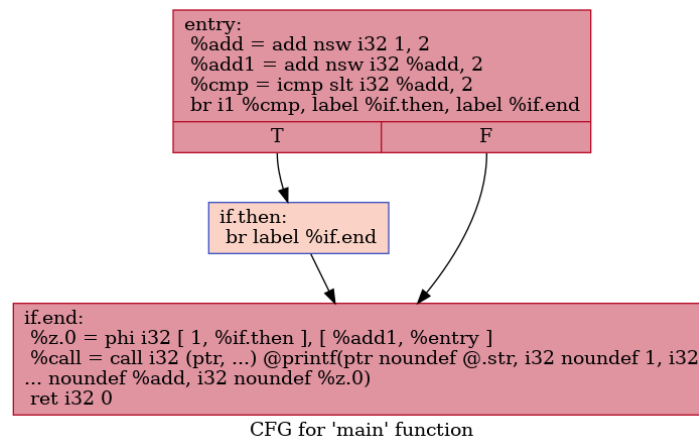 entry:
%add = add nsw i32 1, 2
%add1 = add nsw i32 %add, 2
%cmp = icmp slt i32 %add, 2
br i1 %cmp, label %if.then, label %if.end
T F
if.then:
br label %if.end
if.end:
%z.0 = phi i32 [ 1, %if.then ], [ %add1, %entry ]
%call = call i32 (ptr, ...) @printf(ptr noundef @.str, i32 noundef 1, i32
... noundef %add, i32 noundef %z.0)
ret i32 0
CFG for 'main' function